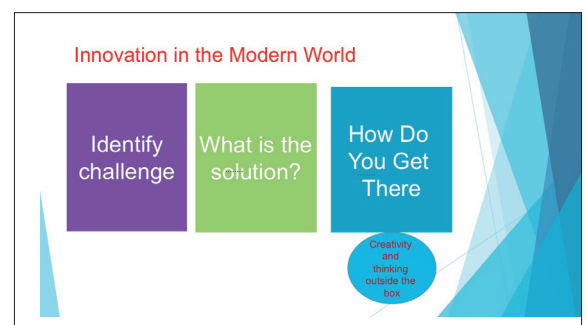 Innovation in the Modern World
Identify
challenge
What is the
solution?
How Do
You Get
There
Creativity
and
thinking
outside the
box